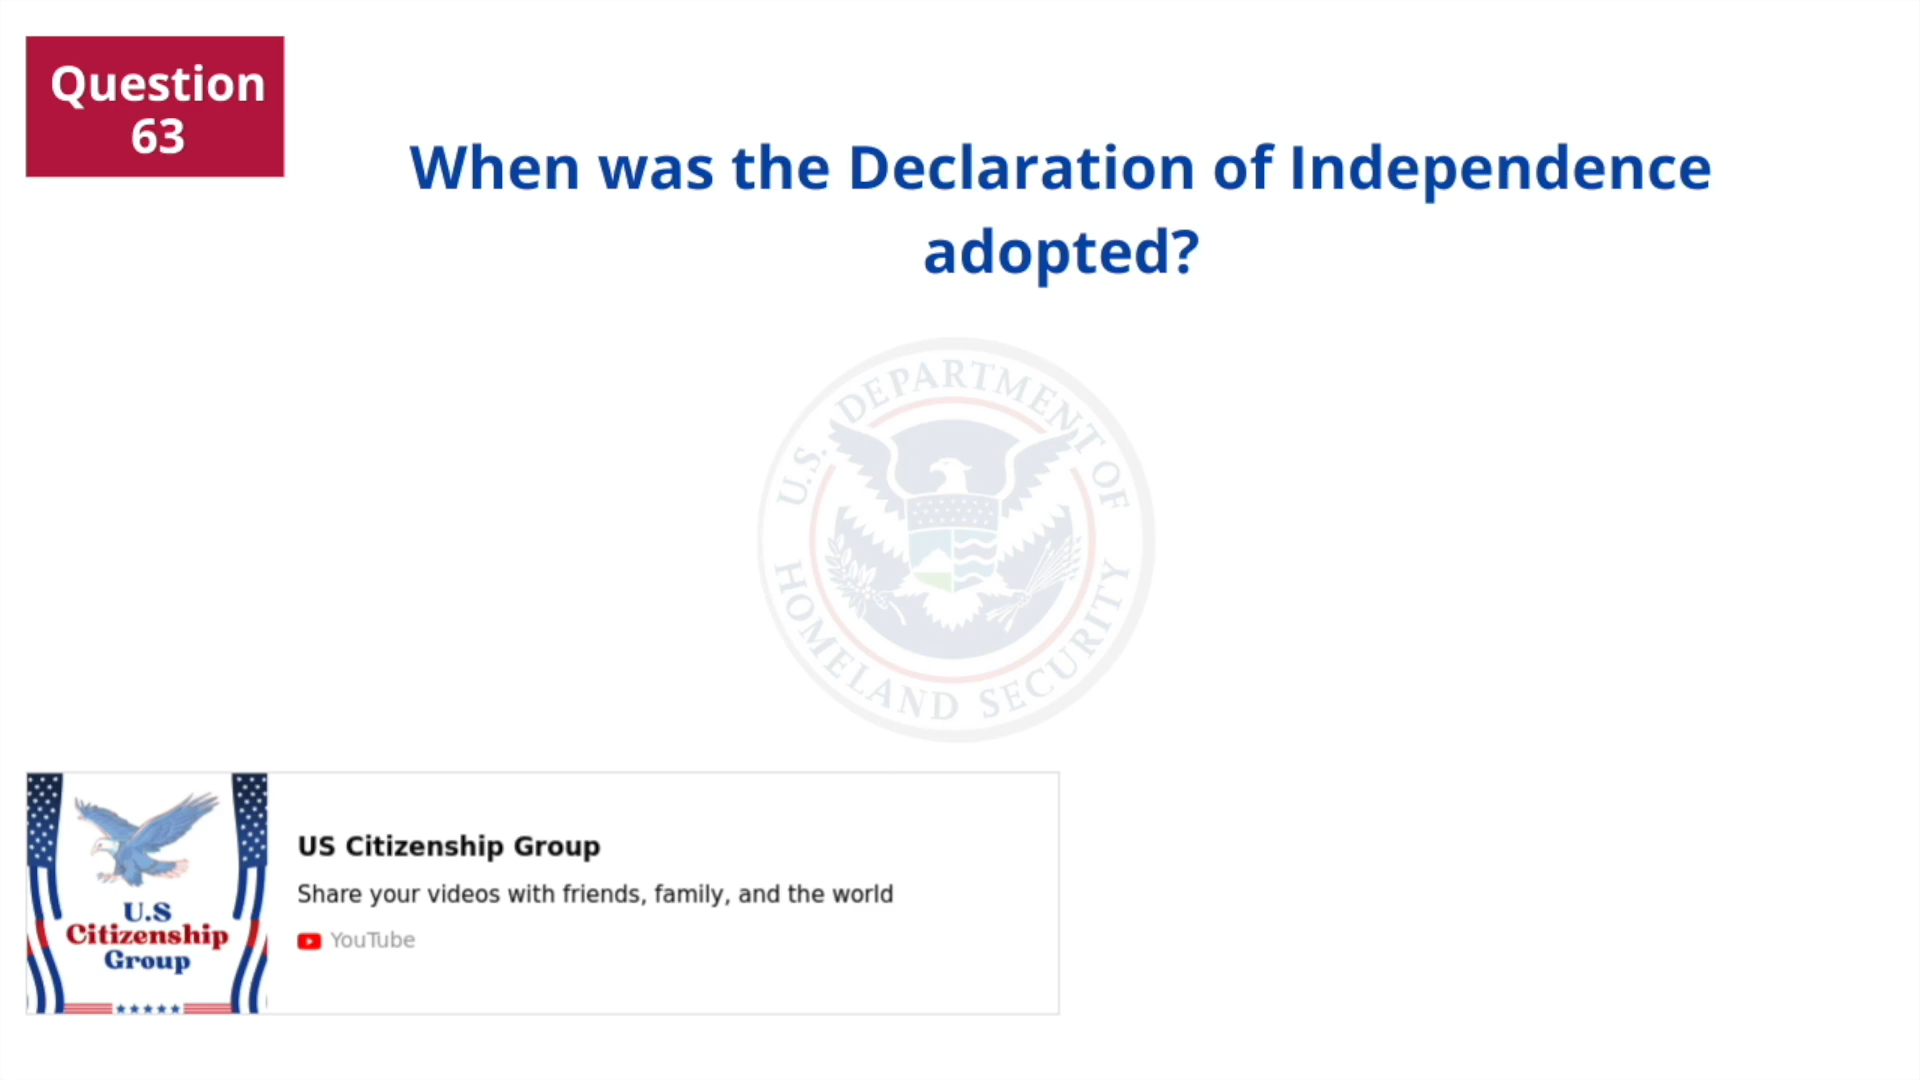 Question
63
When was the Declaration of Independence
adopted?
U.S. DEPARTMENT OF
HOMELAND SECURITY
US Citizenship Group
Share your videos with friends, family, and the world
YouTube
U.S
Citizenship
Group